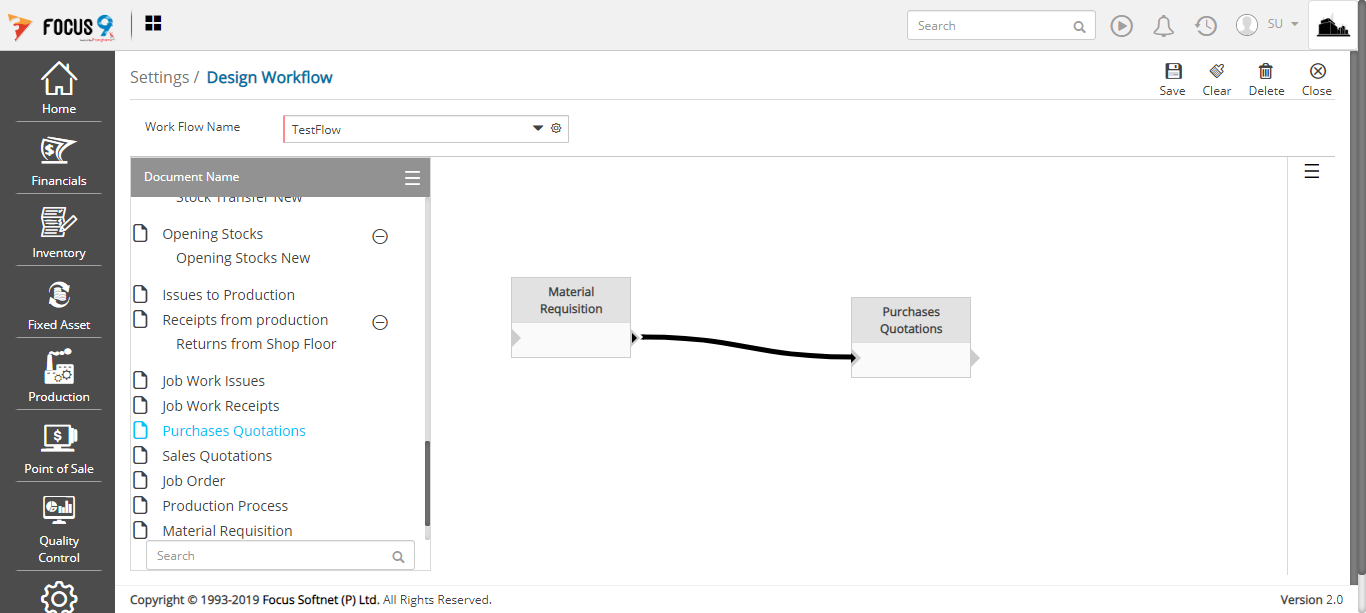 FOCUS 9
Search
SU
Home
Financials
Inventory
Fixed Asset
Production
Point of Sale
Quality
Control
Settings / Design Workflow
Save
Clear
Delete
Close
Work Flow Name
TestFlow
Document Name
Stock Transfer New
Opening Stocks
Opening Stocks New
Issues to Production
Receipts from production
Returns from Shop Floor
Job Work Issues
Job Work Receipts
Purchases Quotations
Sales Quotations
Job Order
Production Process
Material Requisition
Search
Material
Requisition
Purchases
Quotations
Copyright © 1993-2019 Focus Softnet (P) Ltd. All Rights Reserved.
Version 2.0